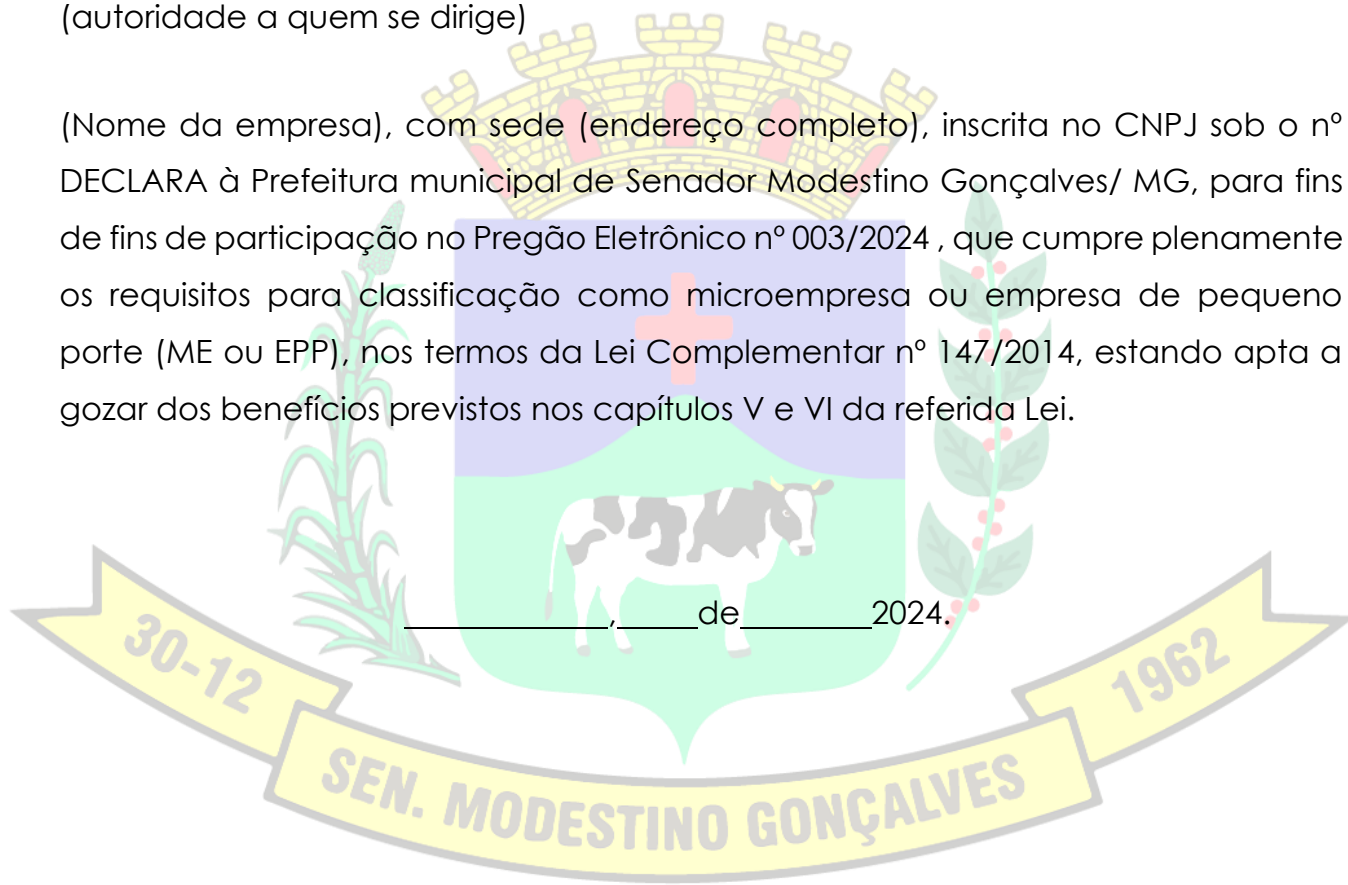 (autoridade a quem se dirige)
(Nome da empresa), com sede (endereço completo), inscrita no CNPJ sob o nº
DECLARA à Prefeitura municipal de Senador Modestino Gonçalves/ MG, para fins
de fins de participação no Pregão Eletrônico nº 003/2024 , que cumpre plenamente
os requisitos para classificação como microempresa ou empresa de pequeno
porte (ME ou EPP), nos termos da Lei Complementar nº 147/2014, estando apta a
gozar dos benefícios previstos nos capítulos V e VI da referida Lei.
____________,_____de________2024.
30-12
1962
SEN. MODESTINO GONÇALVES